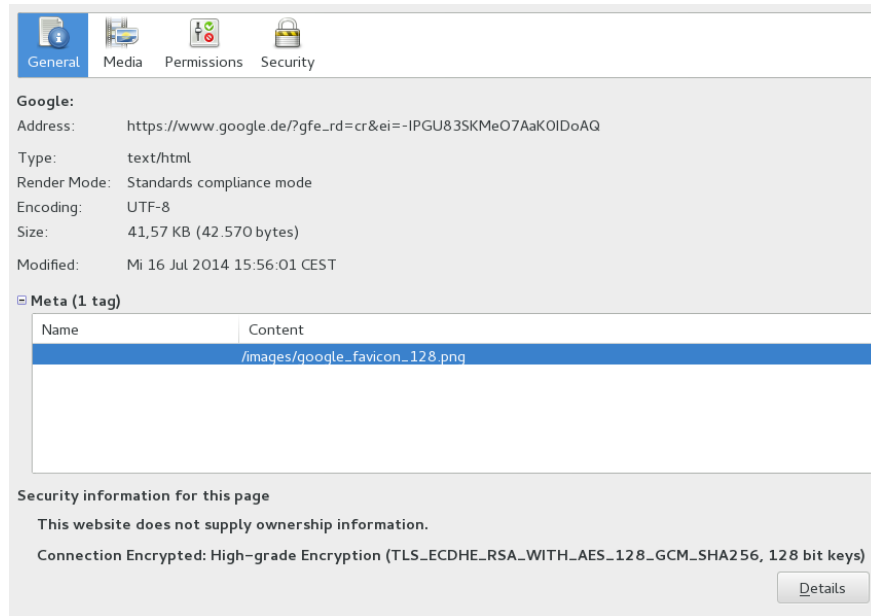 General Media Permissions Security
Google:
Address: https://www.google.de/?gfe_rd=cr&ei=-IPGU83SKMeO7AaK0IDoAQ
Type: text/html
Render Mode: Standards compliance mode
Encoding: UTF-8
Size: 41,57 KB (42.570 bytes)
Modified: Mi 16 Jul 2014 15:56:01 CEST
Meta (1 tag)
Name Content
/images/google_favicon_128.png
Security information for this page
This website does not supply ownership information.
Connection Encrypted: High-grade Encryption (TLS_ECDHE_RSA_WITH_AES_128_GCM_SHA256, 128 bit keys)
Details